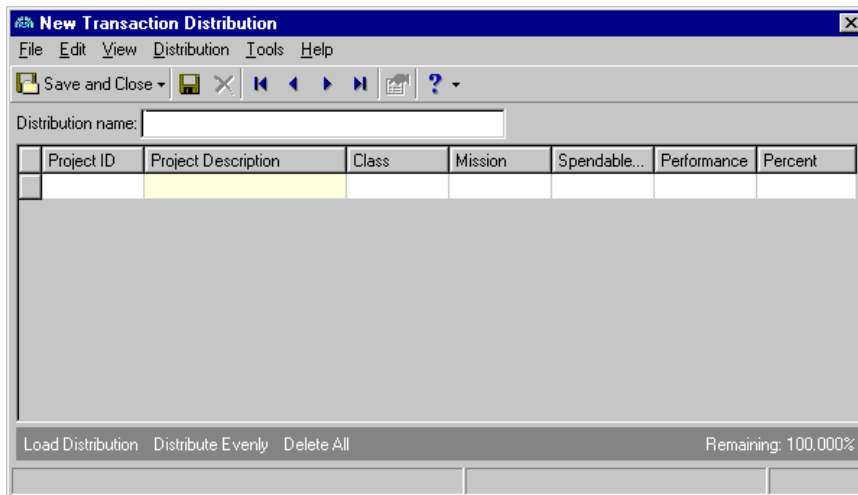 New Transaction Distribution
File Edit View Distribution Tools Help
Save and Close ?
Distribution name:
Project ID Project Description Class Mission Spendable... Performance Percent
Load Distribution Distribute Evenly Delete All Remaining: 100.000%